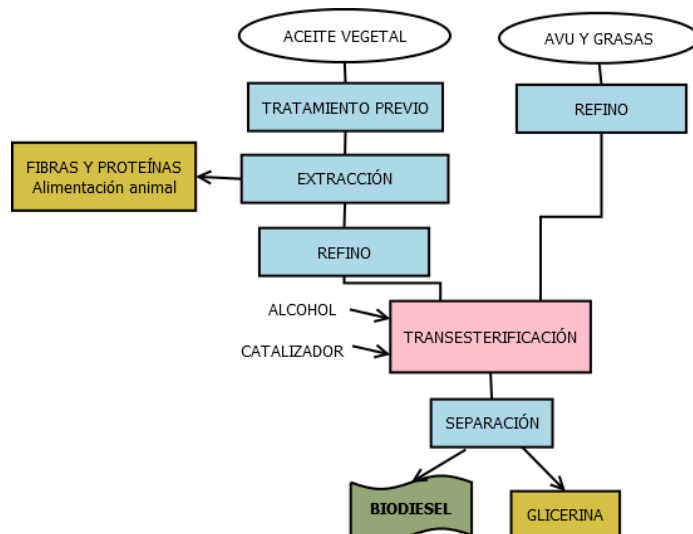 ACEITE VEGETAL
AVU Y GRASAS
TRATAMIENTO PREVIO
REFINO
FIBRAS Y PROTEÍNAS
Alimentación animal
EXTRACCIÓN
REFINO
ALCOHOL
CATALIZADOR
TRANSESTERIFICACIÓN
SEPARACIÓN
BIODIESEL
GLICERINA